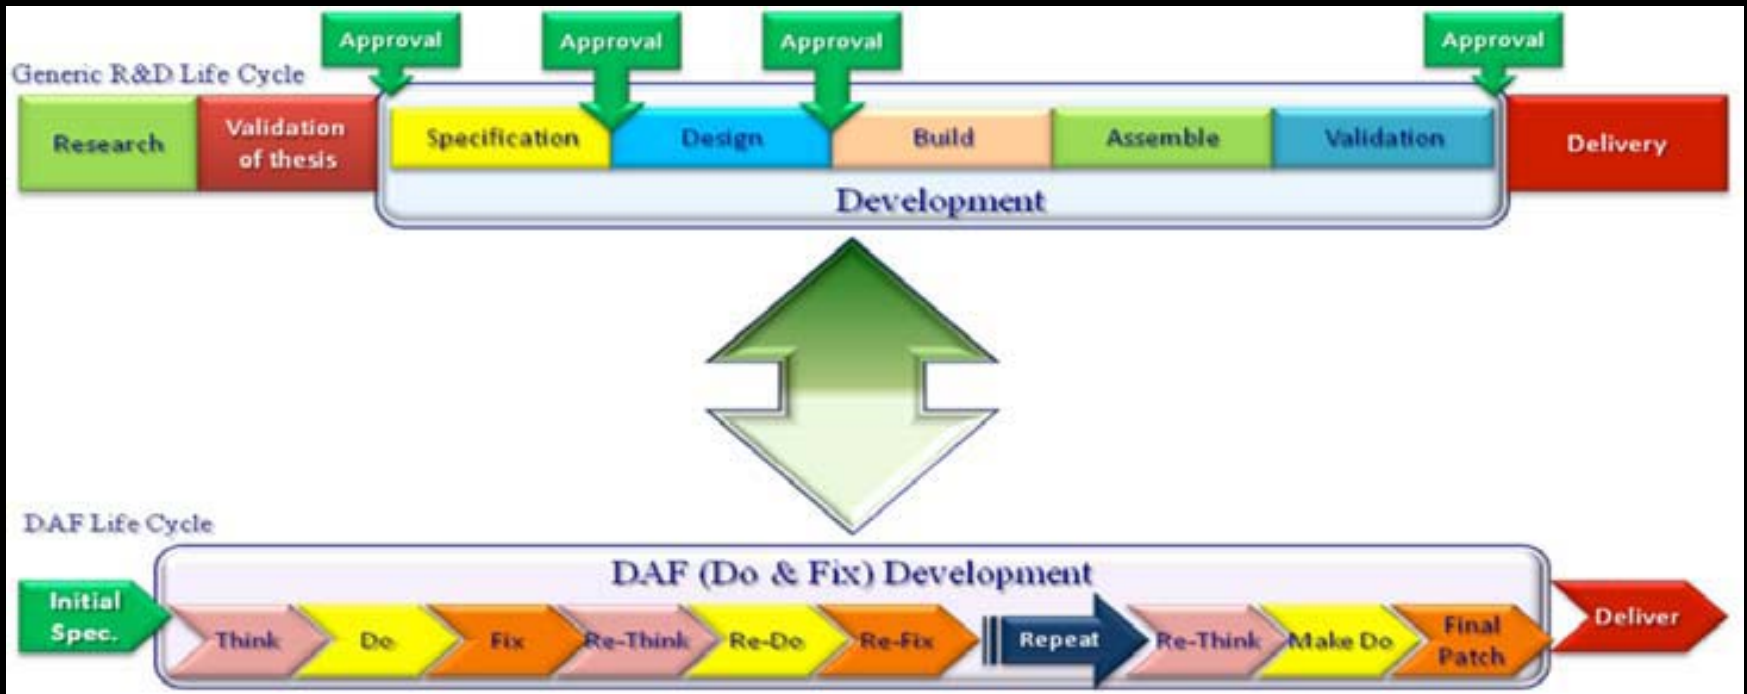 Approval
Approval
Approval
Approval
Generic R&D Life Cycle
Research
Validation
of thesis
Specification
Design
Build
Assemble
Validation
Delivery
Development
DAF Life Cycle
DAF (Do & Fix) Development
Initial
Spec.
Think
Do
Fix
Re-Think
Re-Do
Re-Fix
Repeat
Re-Think
Make Do
Final
Patch
Deliver